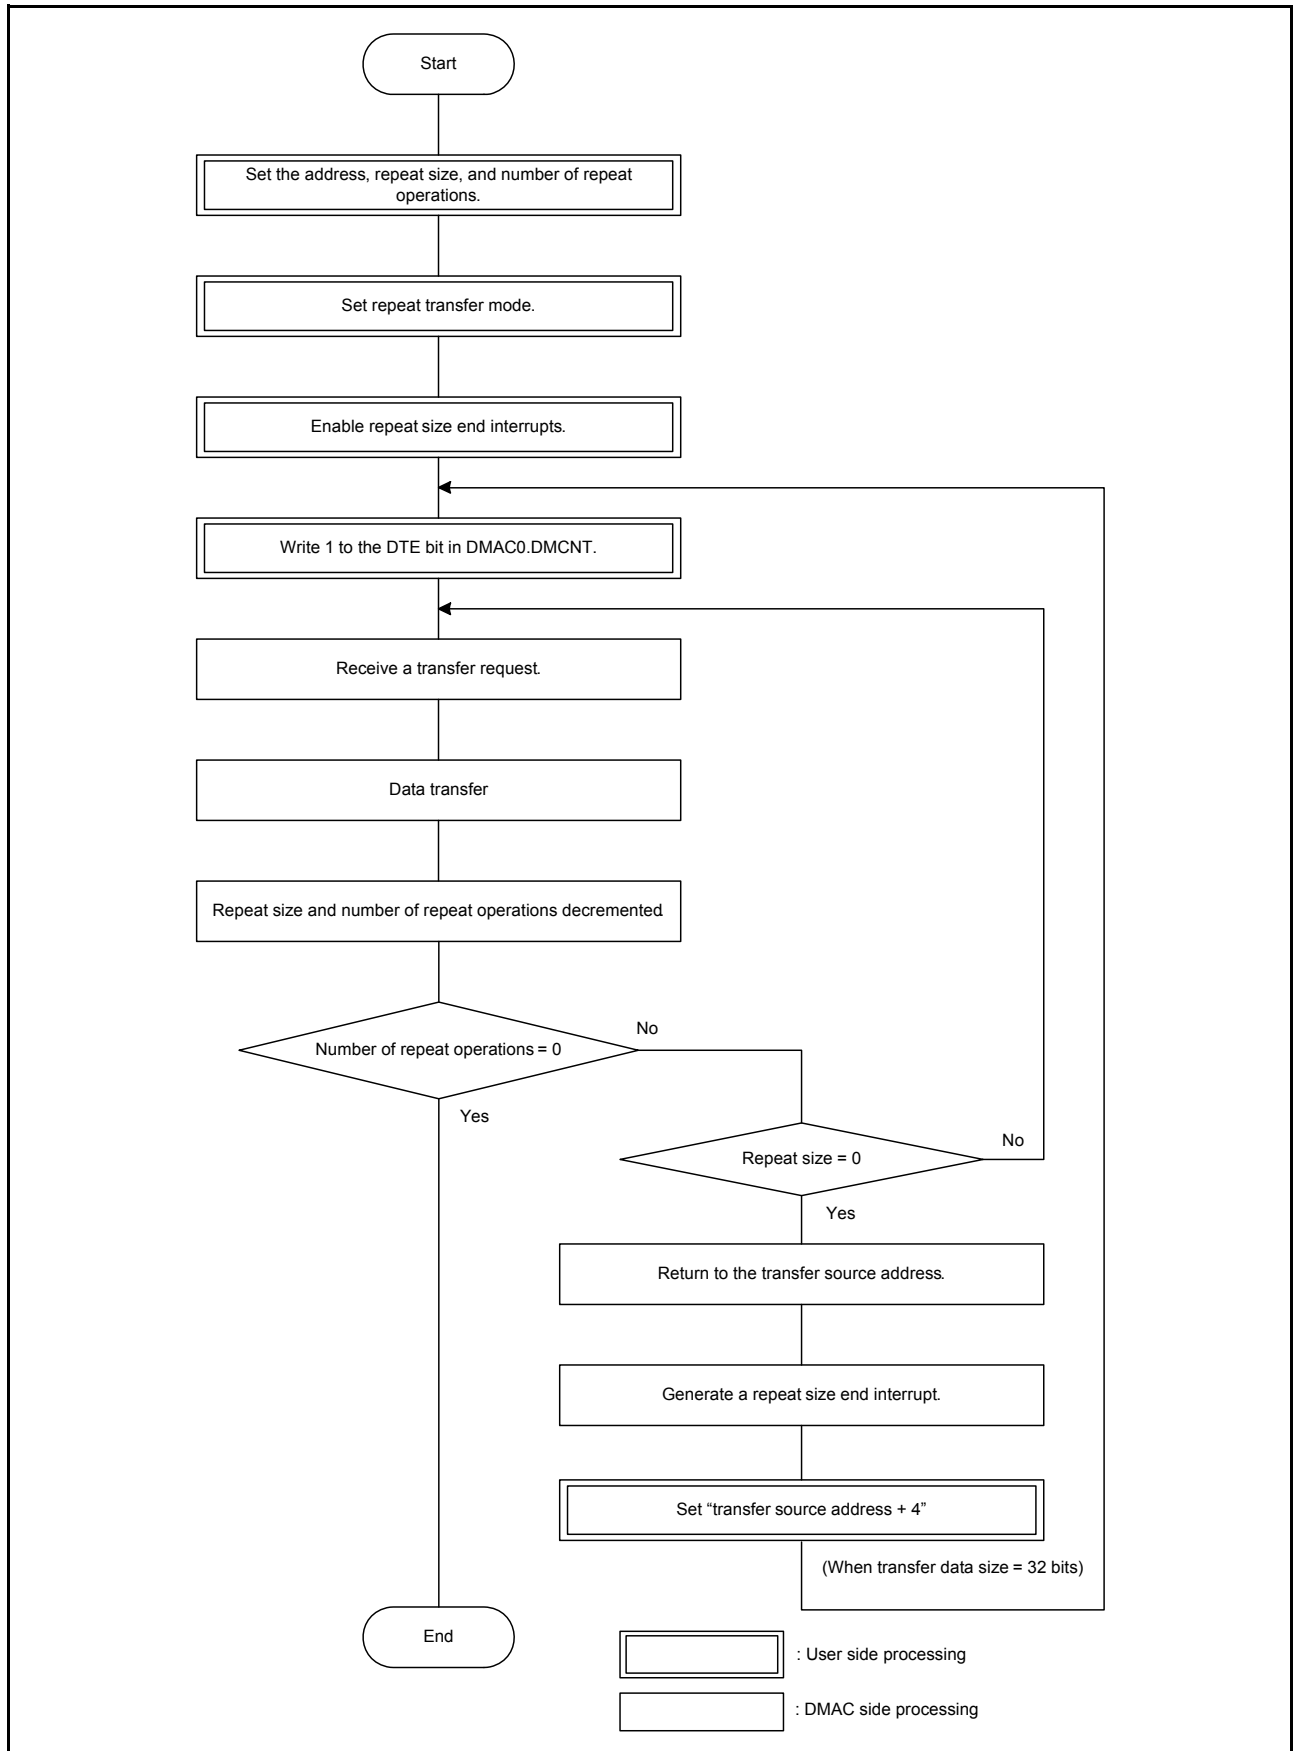 Start
Set the address, repeat size, and number of repeat
operations.
Set repeat transfer mode.
Enable repeat size end interrupts.
Write 1 to the DTE bit in DMAC0.DMCNT.
Receive a transfer request.
Data transfer
Repeat size and number of repeat operations decremented.
Number of repeat operations = 0
No
Yes
Repeat size = 0
No
Yes
Return to the transfer source address.
Generate a repeat size end interrupt.
Set “transfer source address + 4”
(When transfer data size = 32 bits)
End
: User side processing
: DMAC side processing